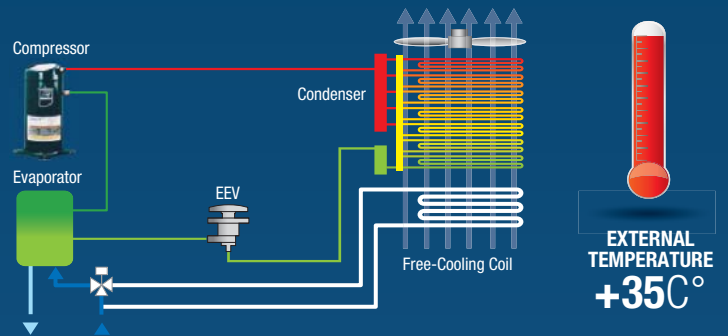 Compressor
Condenser
Evaporator
EEV
Free-Cooling Coil
EXTERNAL
TEMPERATURE
+35C°